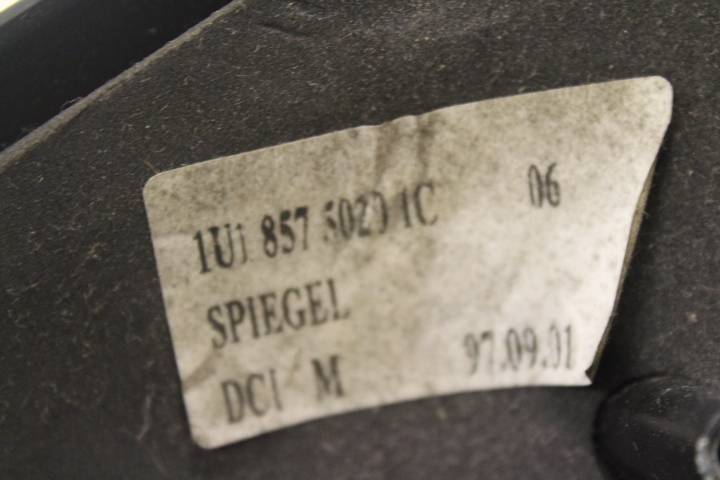 1U1 857 502D 1C 06
SPIEGEL
DCI M 97.09.01